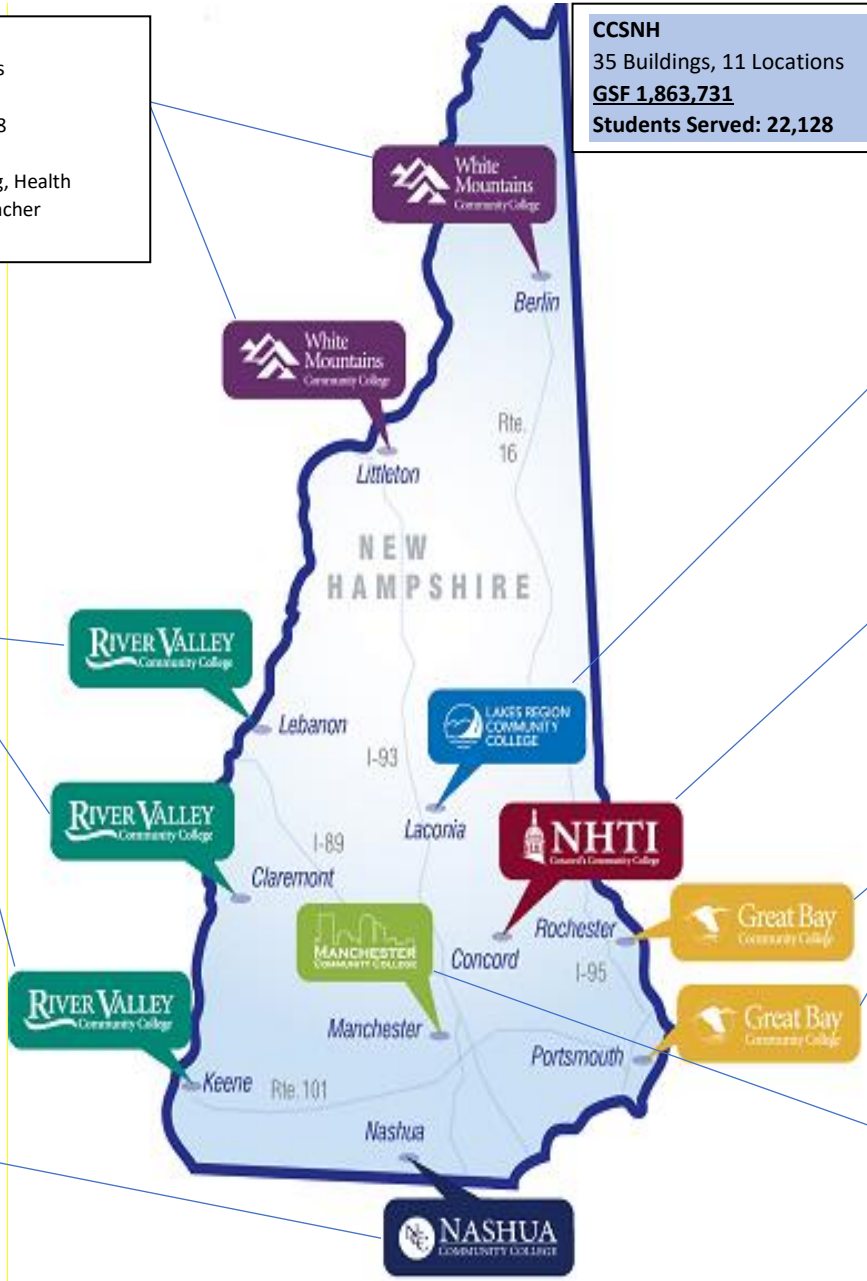 s
8
g, Health
acher
CCSNH
35 Buildings, 11 Locations
GSF 1,863,731
Students Served: 22,128
White
Mountains
Community College
Berlin
White
Mountains
Community College
Rte.
16
Littleton
NEW
HAMPSHIRE
RIVER VALLEY
Community College
Lebanon
LAKES REGION
COMMUNITY
COLLEGE
I-93
RIVER VALLEY
Community College
Laconia
I-89
NHTI
Concord's Community College
Claremont
MANCHESTER
COMMUNITY COLLEGE
Rochester
Great Bay
Community College
Concord
I-95
RIVER VALLEY
Community College
Manchester
Great Bay
Community College
Portsmouth
Keene
Rte. 101
Nashua
NCC
NASHUA
COMMUNITY COLLEGE